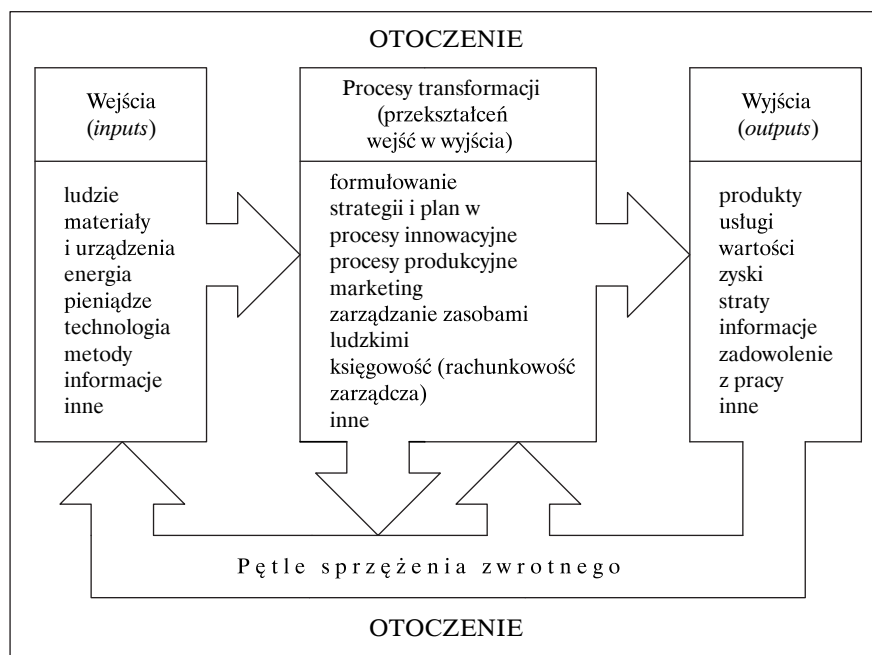 OTOCZENIE
Wejścia
(inputs)
ludzie
materiały
i urządzenia
energia
pieniądze
technologia
metody
informacje
inne
Procesy transformacji
(przekształceń
wejść w wyjścia)
formułowanie
strategii i plan w
procesy innowacyjne
procesy produkcyjne
marketing
zarządzanie zasobami
ludzkimi
księgowość (rachunkowość
zarządcza)
inne
Wyjścia
(outputs)
produkty
usługi
wartości
zyski
straty
informacje
zadowolenie
z pracy
inne
Pętle sprzężenia zwrotnego
OTOCZENIE